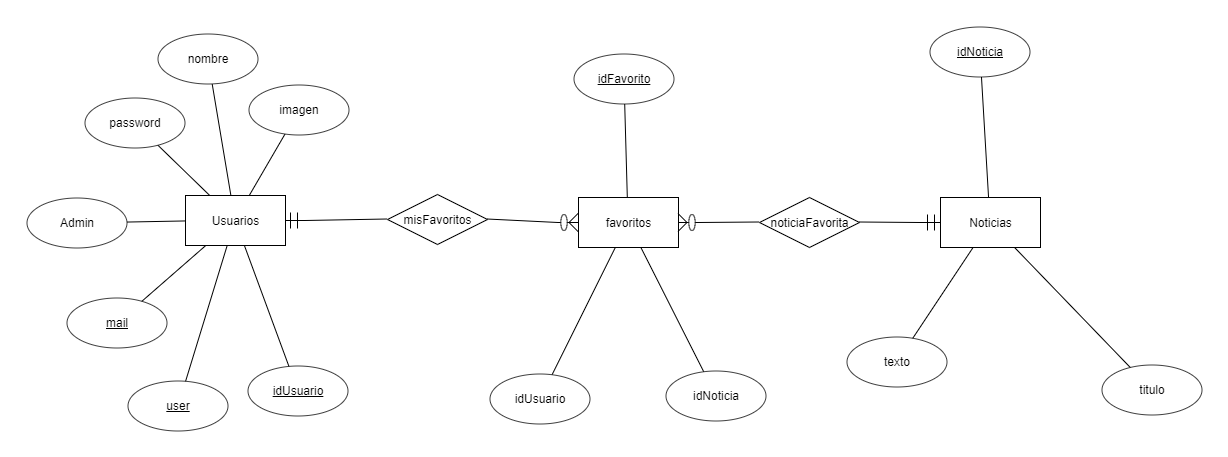 idNoticia
nombre
idFavorito
imagen
password
Admin
Usuarios
misFavoritos
favoritos
noticiaFavorita
Noticias
mail
texto
user
idUsuario
idUsuario
idNoticia
titulo